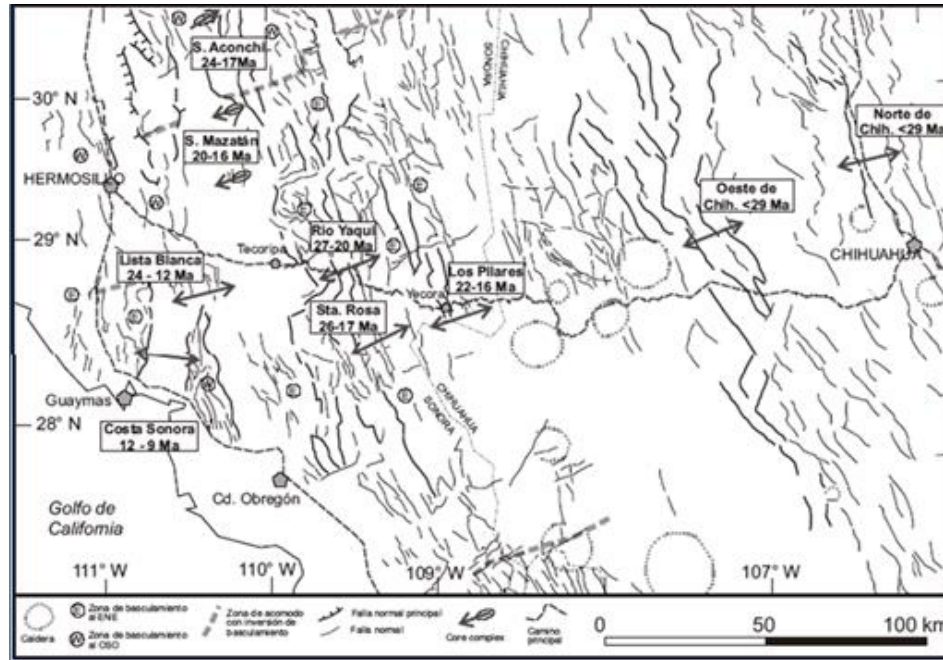 S. Aconchi
24-17Ma
SONORA
CHIHUAHUA
30° N
Norte de
Chih. <29 Ma
S. Mazatán
20-16 Ma
HERMOSILLO
Oeste de
Chih. <29 Ma
Rio Yaqui
27-20 Ma
29° N
Tecoripa
CHIHUAHUA
Lista Blanca
24 - 12 Ma
Los Pilares
22-16 Ma
Yecora
Sta. Rosa
26-17 Ma
Guaymas
CHIHUAHUA
SONORA
28° N
Costa Sonora
12 - 9 Ma
Cd. Obregón
Golfo de
California
111° W
110° W
109° W
107° W
Caldera
E Zona de basculamiento
al ENE
W Zona de basculamiento
al OSO
Zona de acomodo
con inversión de
basculamiento
Falla normal principal
Falla normal
Core complex
Camino
principal
0 50 100 km